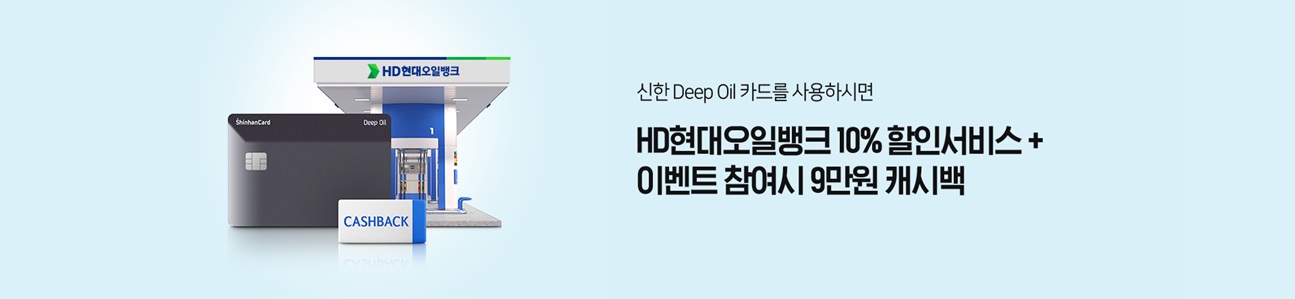 HD현대오일뱅크
1
ShinhanCard
Deep Oil
CASHBACK
신한 Deep Oil 카드를 사용하시면
HD현대오일뱅크 10% 할인서비스 +
이벤트 참여시 9만원 캐시백